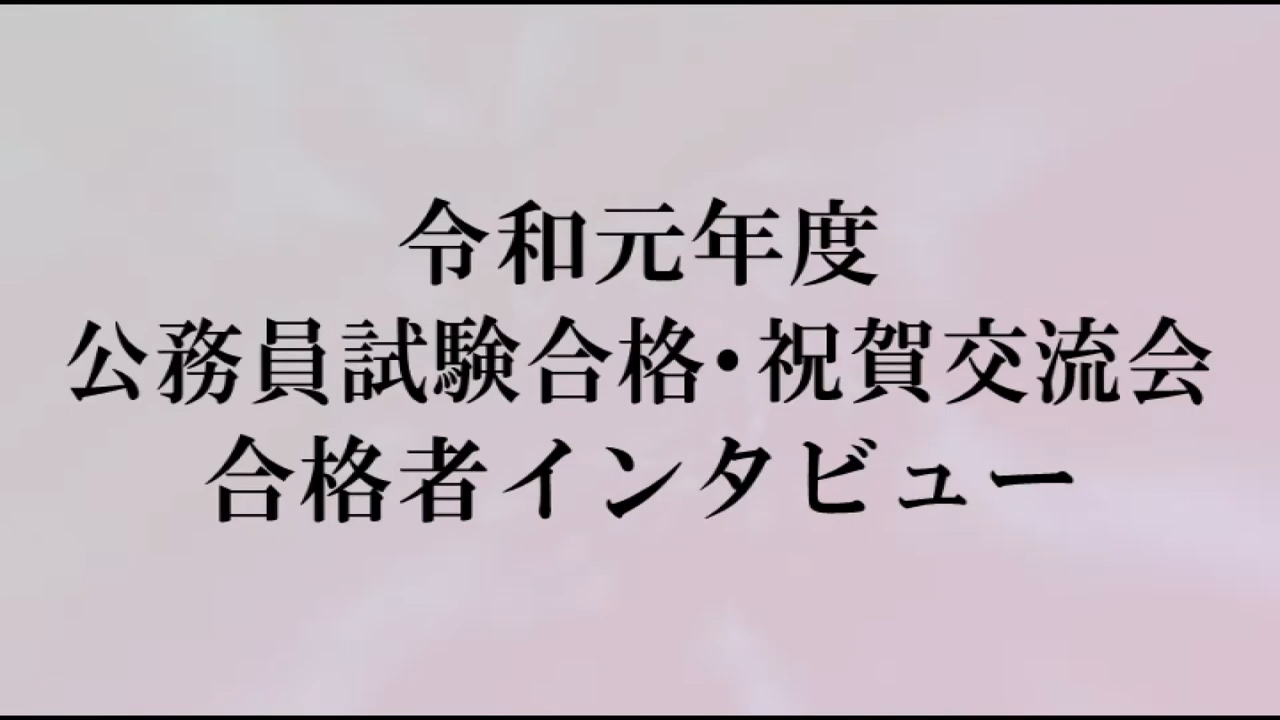 令和元年度
公務員試験合格・祝賀交流会
合格者インタビュー